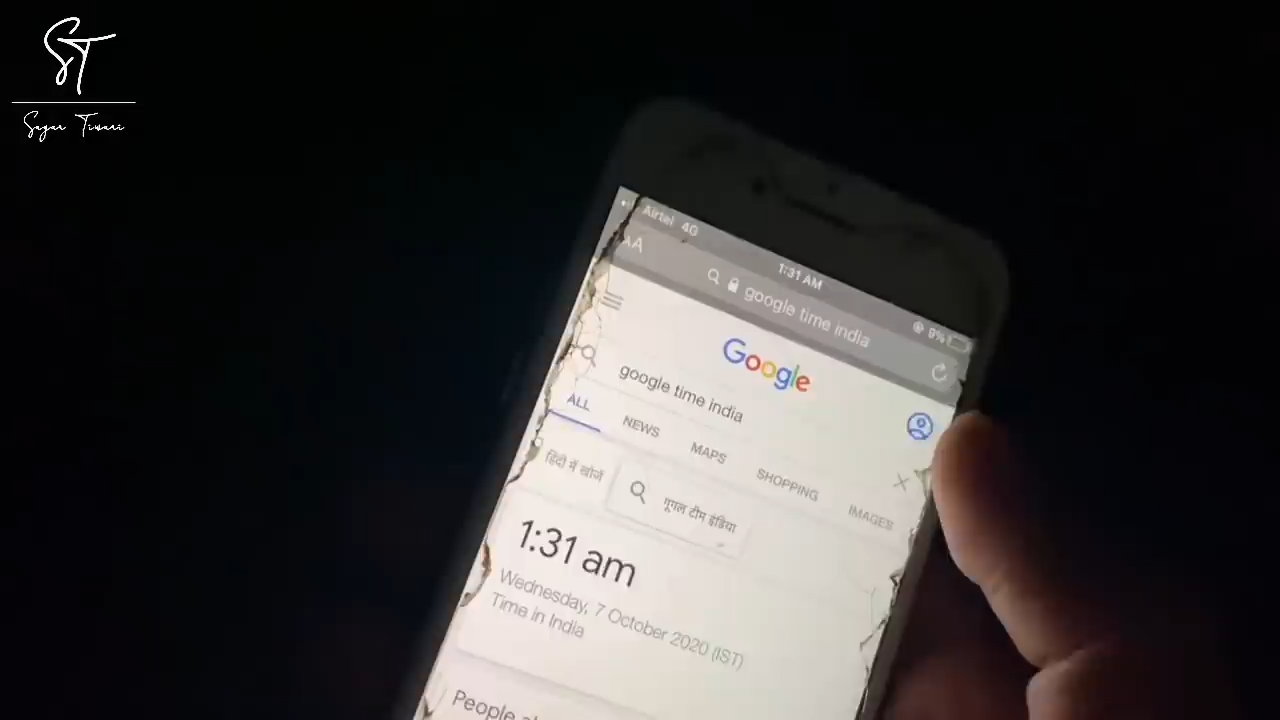 ST
Sagar Tiwari
Airtel 4G
1:31 AM
9%
AA
google time india
Google
google time india
ALL NEWS MAPS SHOPPING IMAGES
हिंदी में खोजें
गूगल टीम इंडिया
1:31 am
Wednesday, 7 October 2020 (IST)
Time in India
People